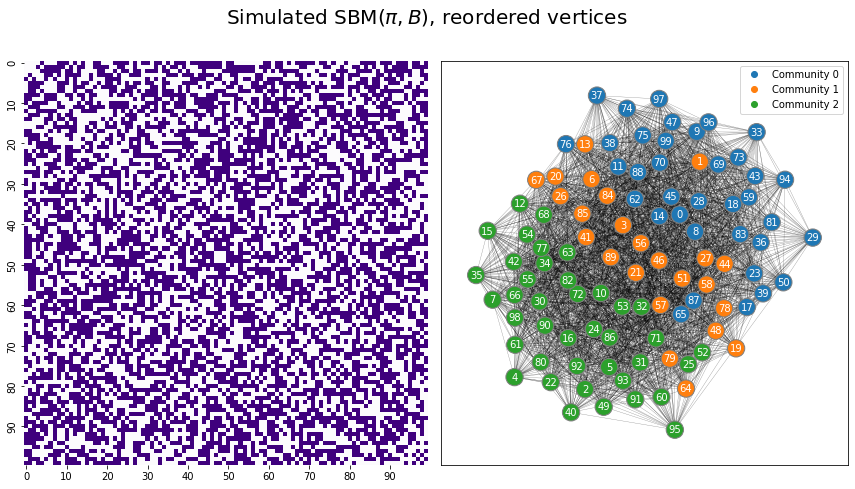 Simulated SBM(π, B), reordered vertices
0
10
20
30
40
50
60
70
80
90
0 10 20 30 40 50 60 70 80 90
Community 0
Community 1
Community 2
37
97
74
47 96
9 33
75
99
76 13 38
70 1 69 73
11 88
43 94
67 20 6
26 84 62 45 28 18 59
12
68 85 14 0
81
3
15 54 41 8 83 36 29
77 63 56
42 34 89 46 27 44
35 55 82 21 51 58 23 50
7 66 30 72 10 39
53 32 57 87 78 17
98 65
90 24 48
61 16 86 71 19
80 92 5 31 79 52 25
4 22 93
2 64
40 49 91 60
95